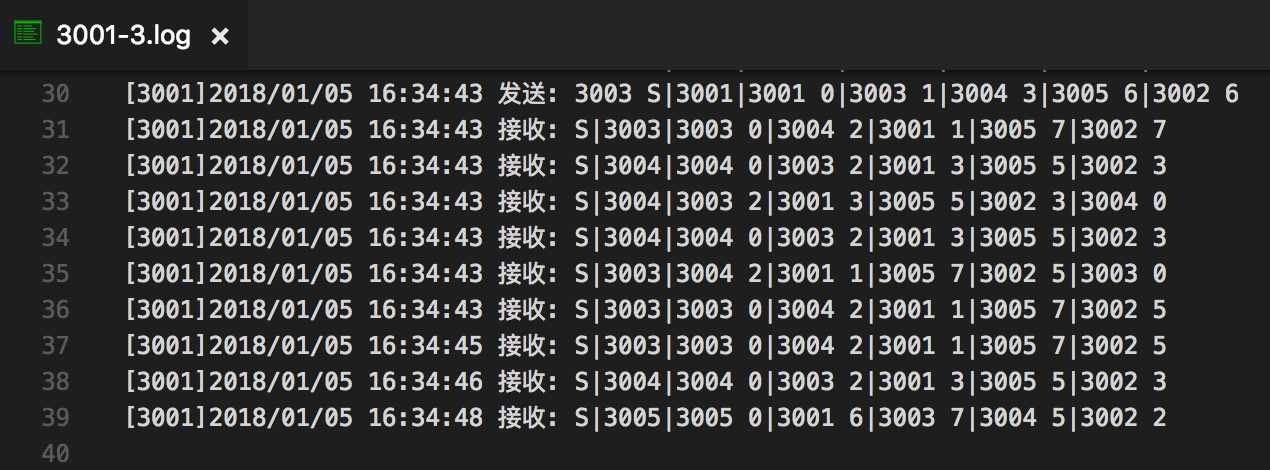 3001-3.log ×
30 [3001]2018/01/05 16:34:43 发送: 3003 S|3001|3001 0|3003 1|3004 3|3005 6|3002 6
31 [3001]2018/01/05 16:34:43 接收: S|3003|3003 0|3004 2|3001 1|3005 7|3002 7
32 [3001]2018/01/05 16:34:43 接收: S|3004|3004 0|3003 2|3001 3|3005 5|3002 3
33 [3001]2018/01/05 16:34:43 接收: S|3004|3003 2|3001 3|3005 5|3002 3|3004 0
34 [3001]2018/01/05 16:34:43 接收: S|3004|3004 0|3003 2|3001 3|3005 5|3002 3
35 [3001]2018/01/05 16:34:43 接收: S|3003|3004 2|3001 1|3005 7|3002 5|3003 0
36 [3001]2018/01/05 16:34:43 接收: S|3003|3003 0|3004 2|3001 1|3005 7|3002 5
37 [3001]2018/01/05 16:34:45 接收: S|3003|3003 0|3004 2|3001 1|3005 7|3002 5
38 [3001]2018/01/05 16:34:46 接收: S|3004|3004 0|3003 2|3001 3|3005 5|3002 3
39 [3001]2018/01/05 16:34:48 接收: S|3005|3005 0|3001 6|3003 7|3004 5|3002 2
40